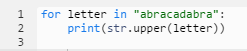 1 for letter in "abracadabra":
2     print(str.upper(letter))
3